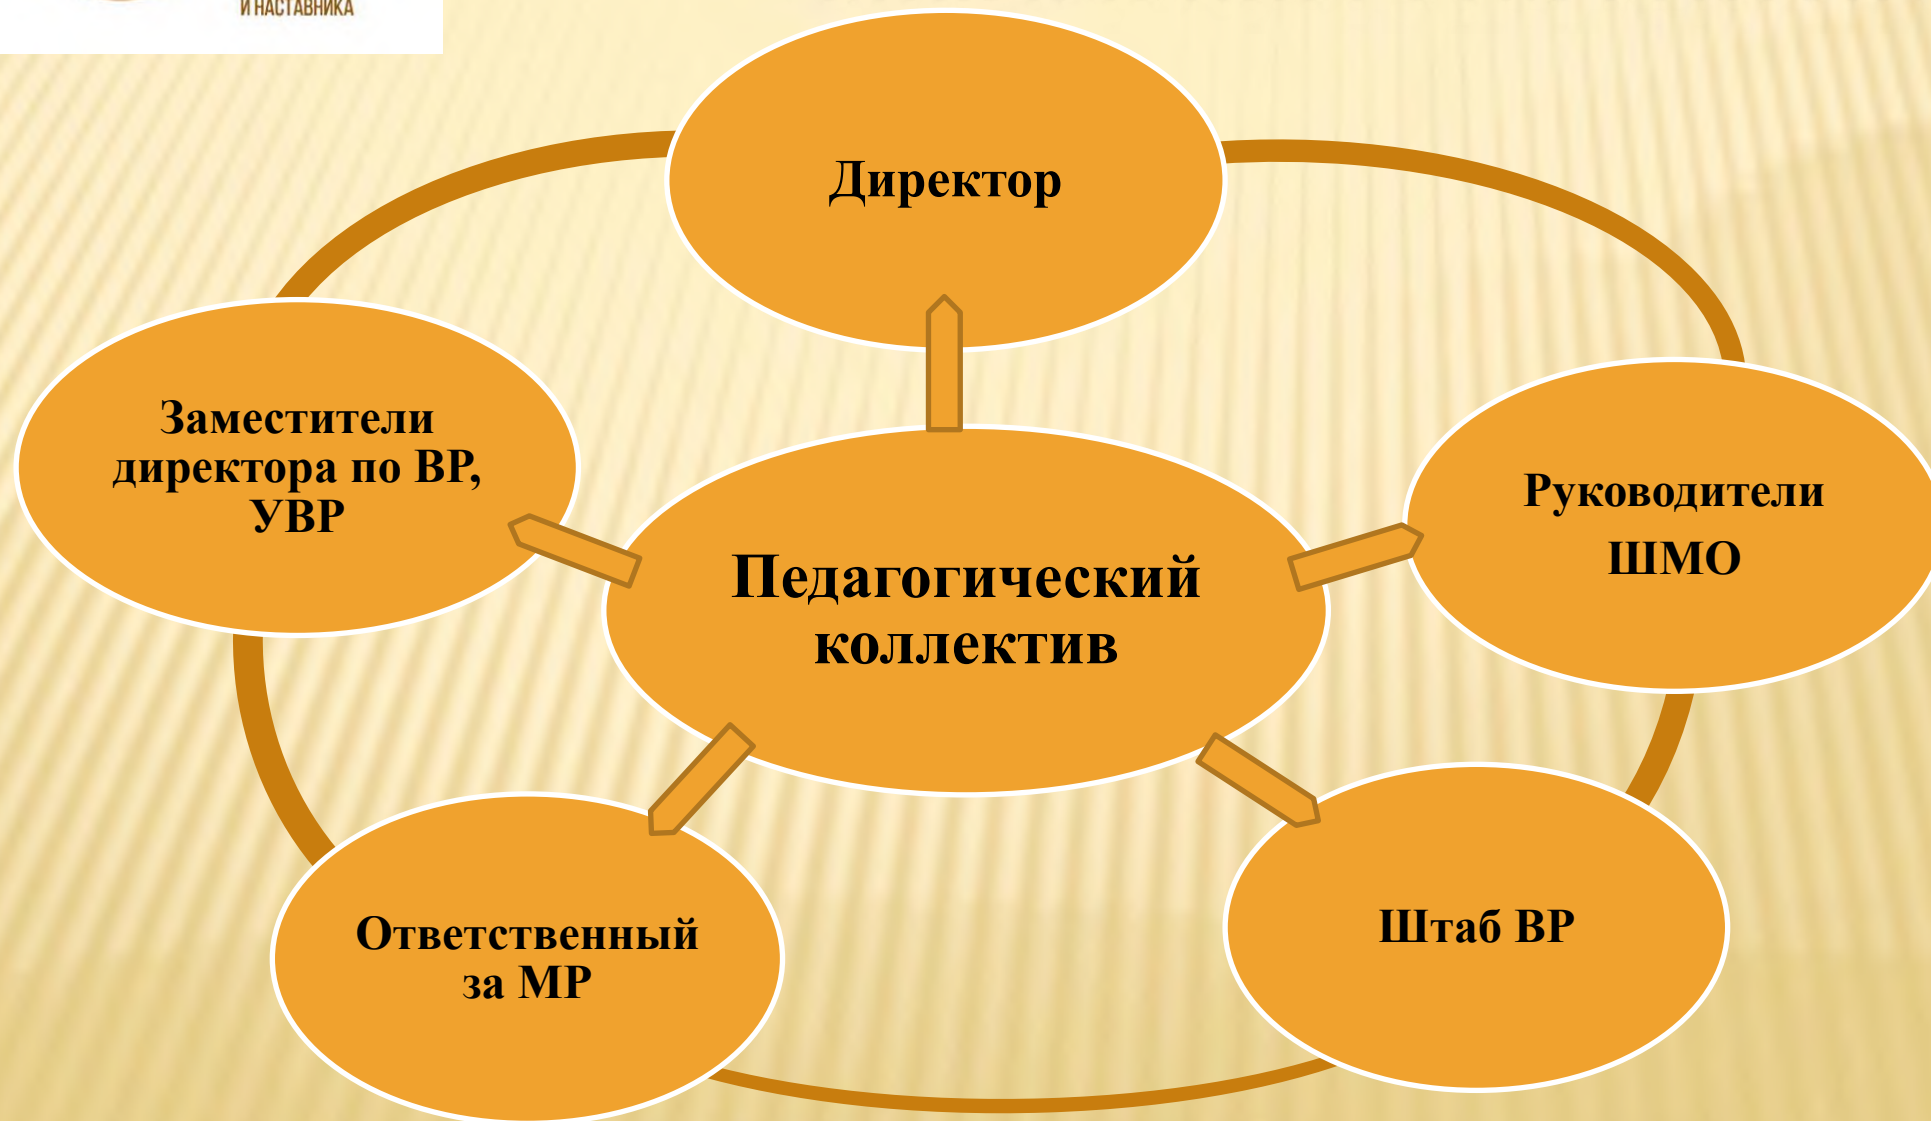 И НАСТАВНИКА
Директор
Заместители
директора по ВР,
УВР
Педагогический
коллектив
Руководители
ШМО
Ответственный
за МР
Штаб ВР